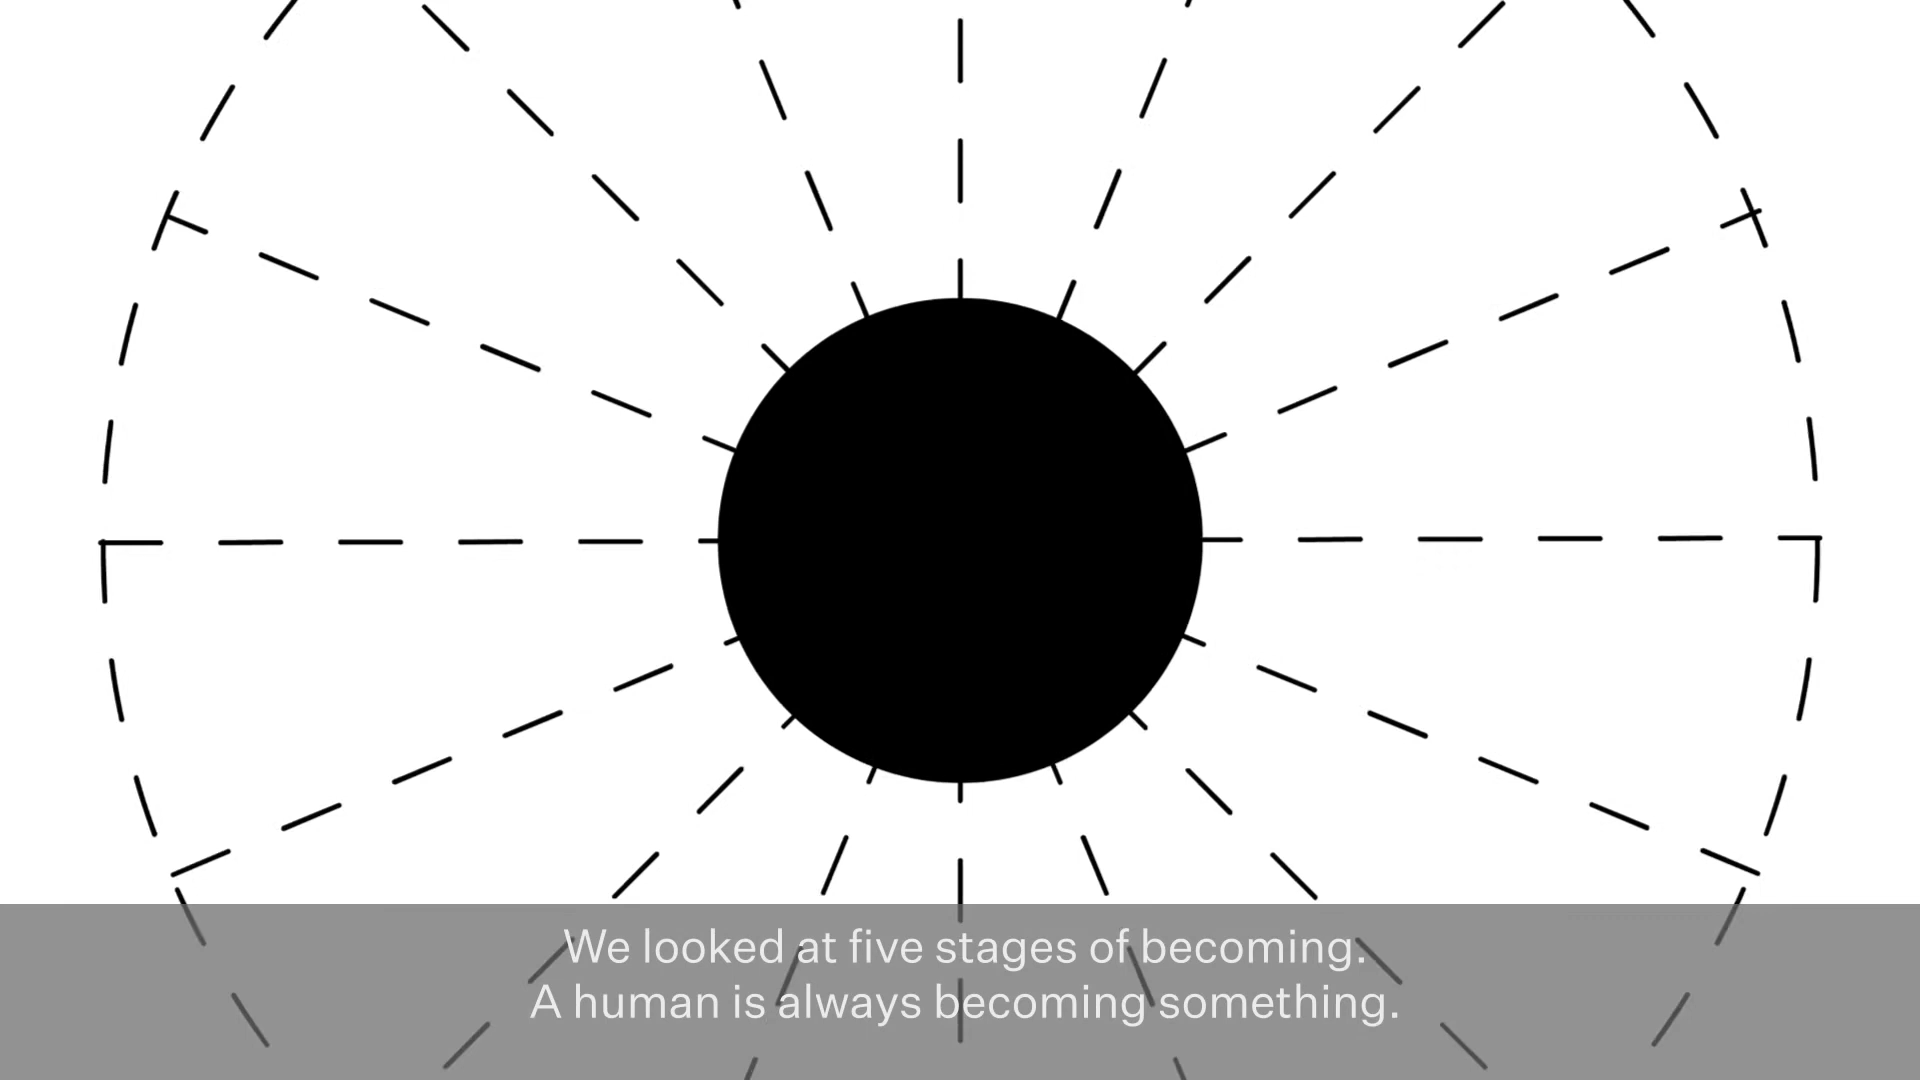 We looked at five stages of becoming.
A human is always becoming something.